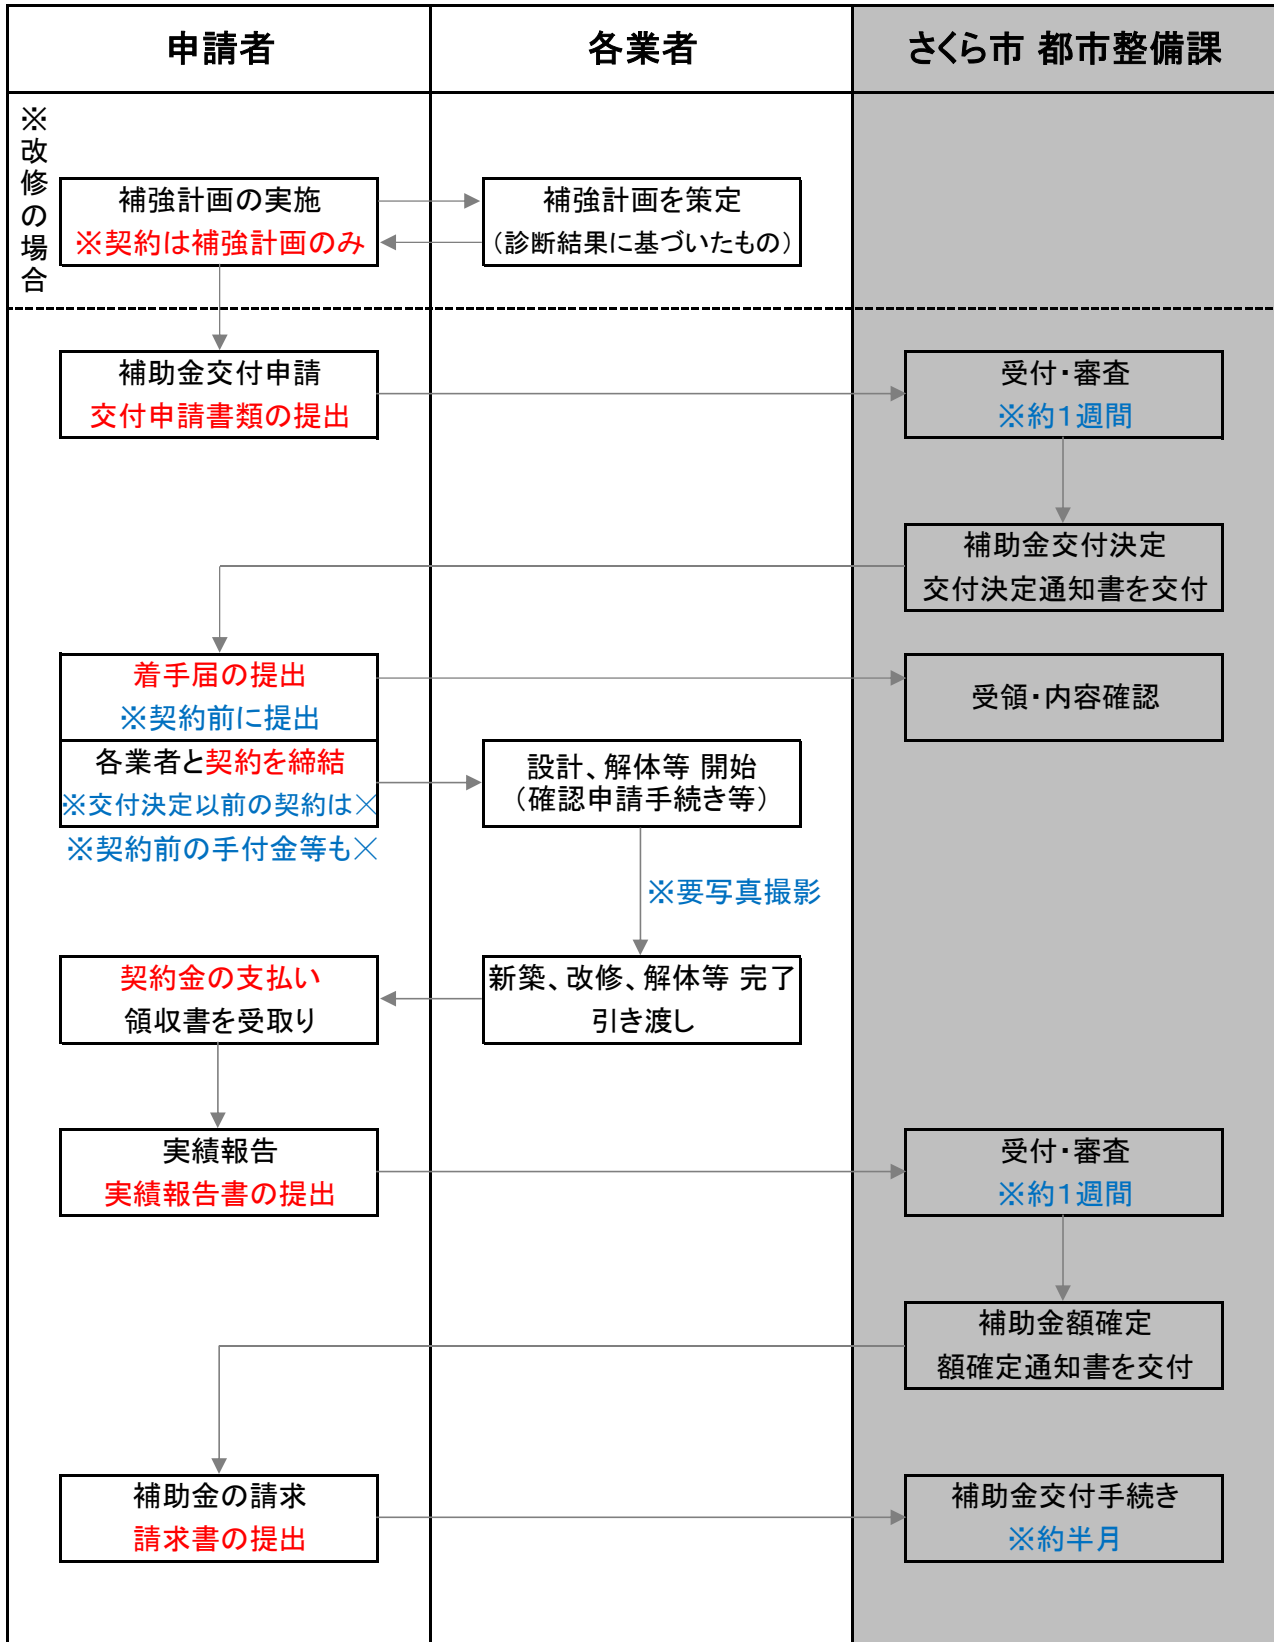 申請者
各業者
さくら市 都市整備課
※改修の場合
補強計画の実施
※契約は補強計画のみ
補強計画を策定
（診断結果に基づいたもの）
補助金交付申請
交付申請書類の提出
受付・審査
※約１週間
補助金交付決定
交付決定通知書を交付
着手届の提出
※契約前に提出
受領・内容確認
各業者と契約を締結
※交付決定以前の契約は×
※契約前の手付金等も×
設計、解体等 開始
（確認申請手続き等）
※要写真撮影
契約金の支払い
領収書を受取り
新築、改修、解体等 完了
引き渡し
実績報告
実績報告書の提出
受付・審査
※約１週間
補助金額確定
額確定通知書を交付
補助金の請求
請求書の提出
補助金交付手続き
※約半月